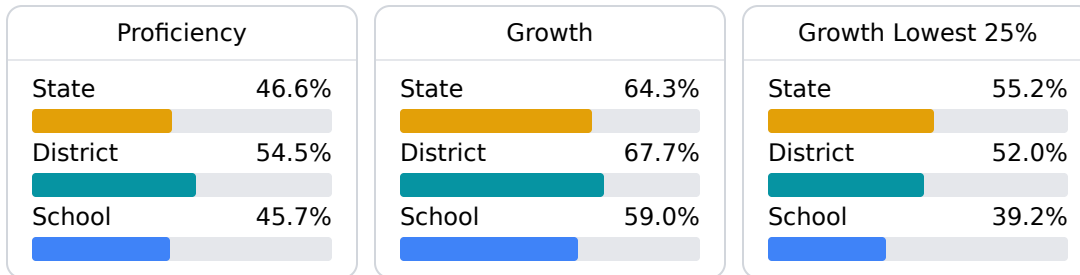 Proficiency
State 46.6%
District 54.5%
School 45.7%
Growth
State 64.3%
District 67.7%
School 59.0%
Growth Lowest 25%
State 55.2%
District 52.0%
School 39.2%